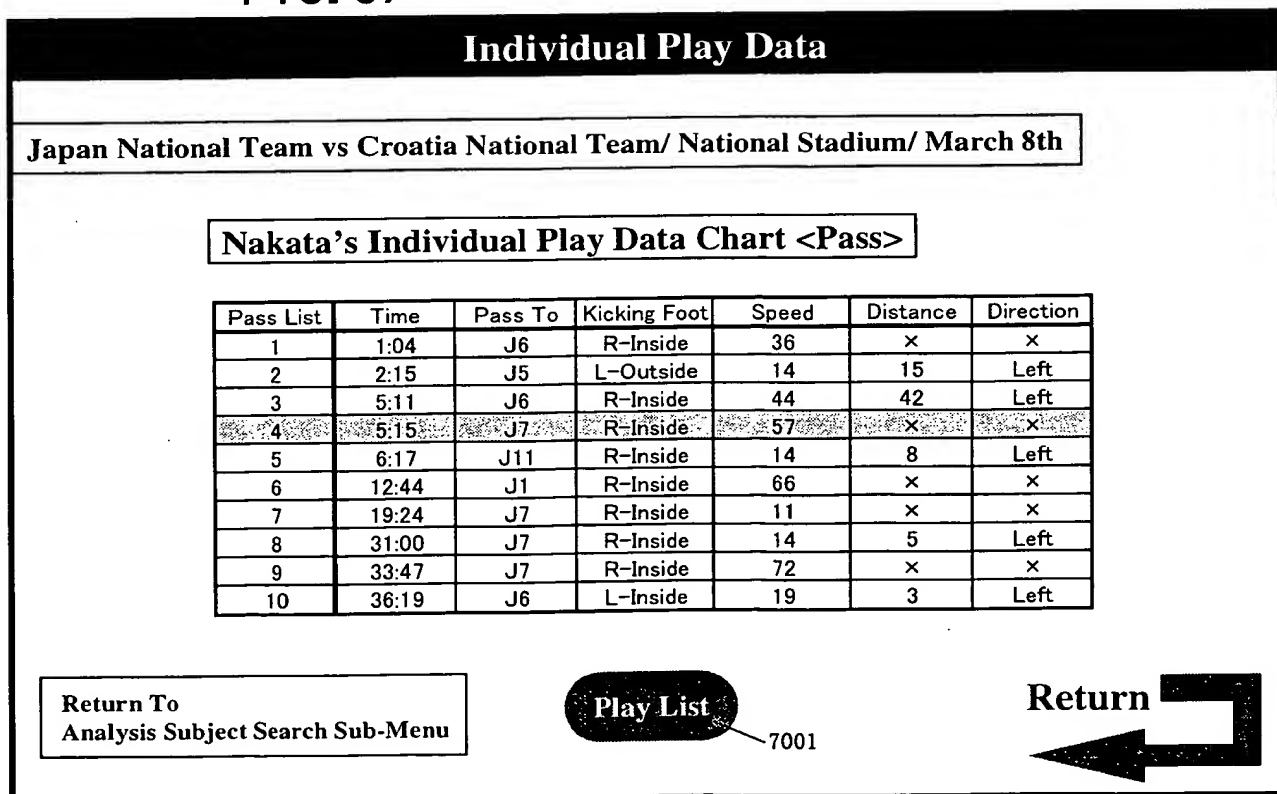 Individual Play Data
Japan National Team vs Croatia National Team/ National Stadium/ March 8th
Nakata's Individual Play Data Chart <Pass>
Pass List Time Pass To Kicking Foot Speed Distance Direction
1 1:04 J6 R-Inside 36 × ×
2 2:15 J5 L-Outside 14 15 Left
3 5:11 J6 R-Inside 44 42 Left
4 5:15 J7 R-Inside 57 × ×
5 6:17 J11 R-Inside 14 8 Left
6 12:44 J1 R-Inside 66 × ×
7 19:24 J7 R-Inside 11 × ×
8 31:00 J7 R-Inside 14 5 Left
9 33:47 J7 R-Inside 72 × ×
10 36:19 J6 L-Inside 19 3 Left
Return To
Analysis Subject Search Sub-Menu
Play List
7001
Return